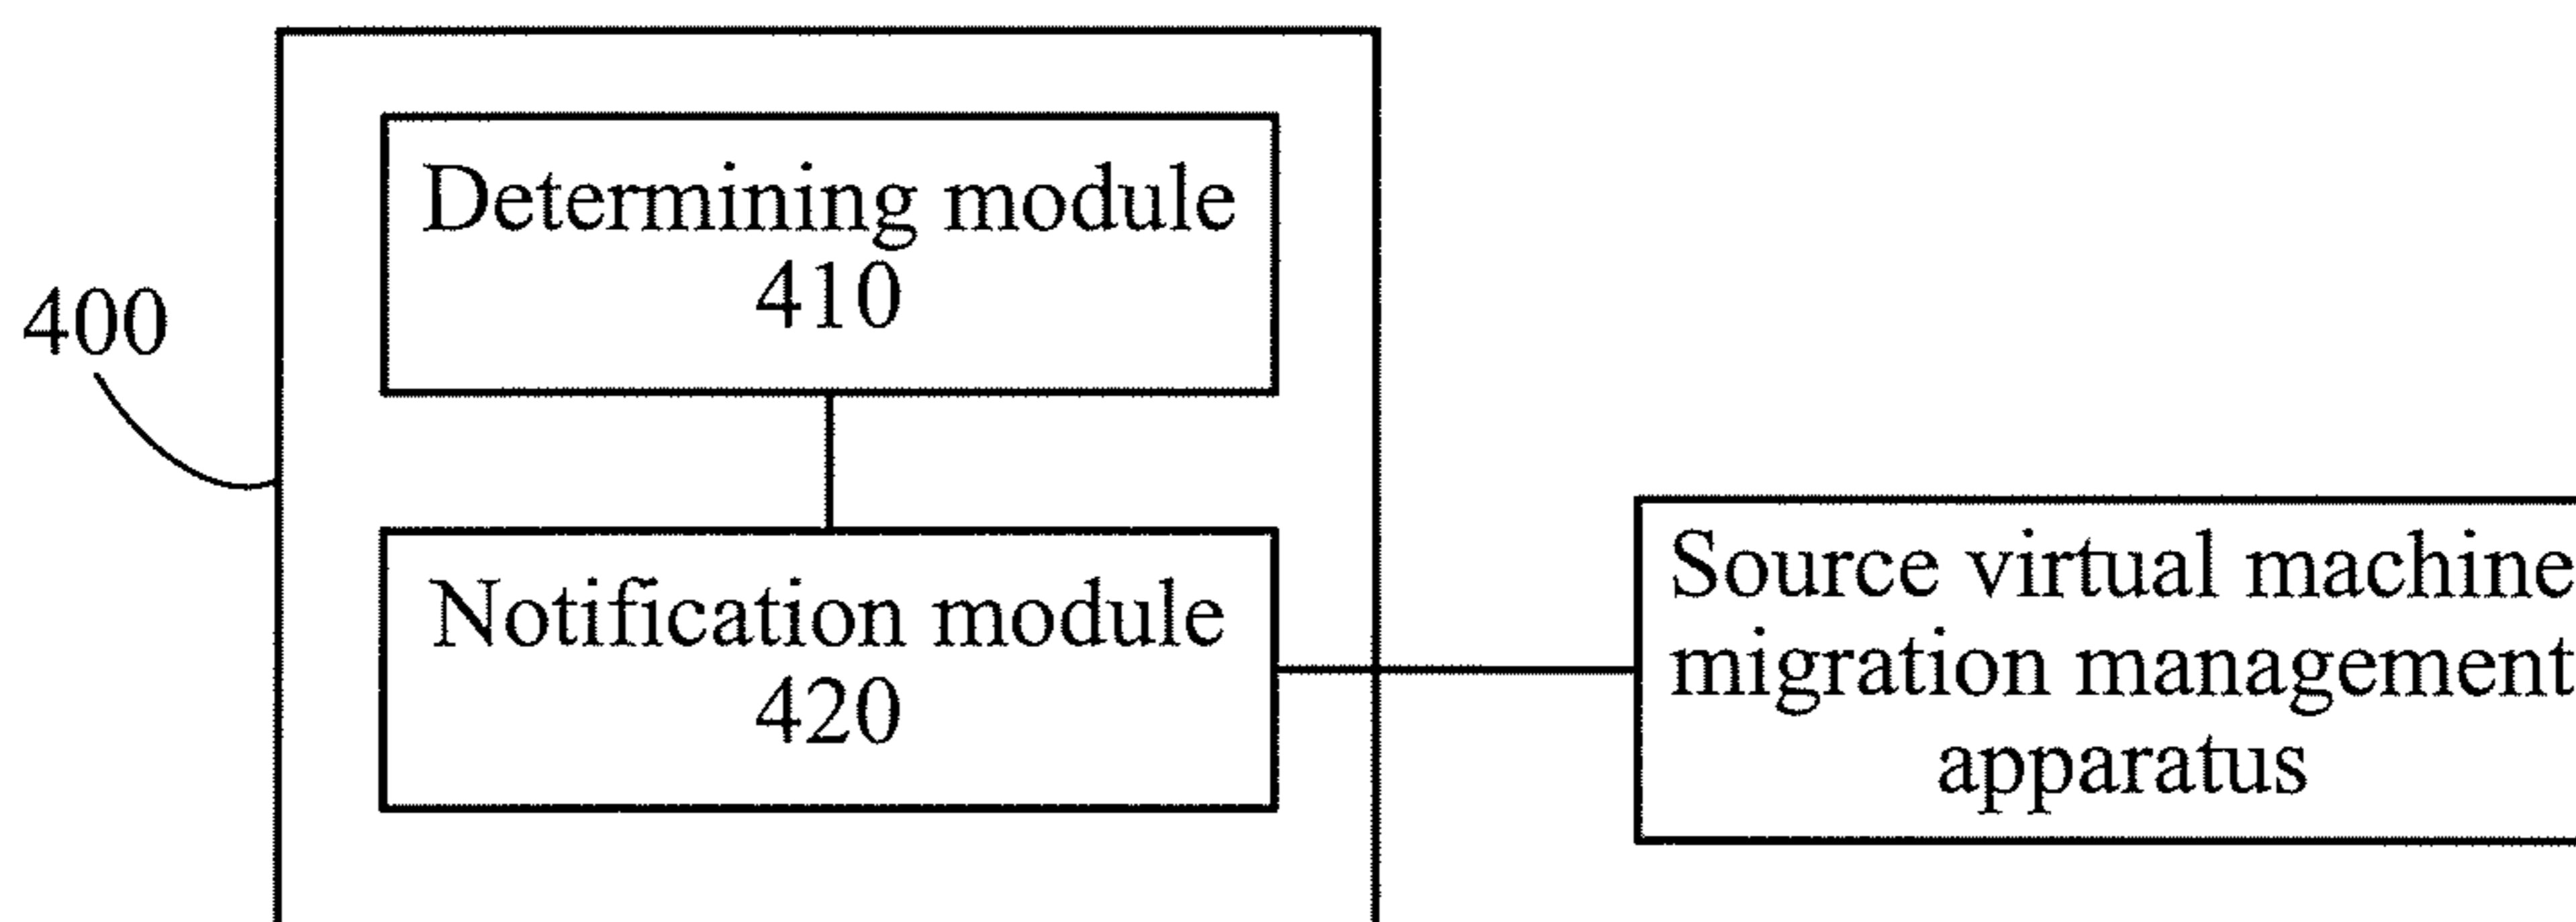 Determining module
410
400
Notification module
420
Source virtual machine
migration management
apparatus